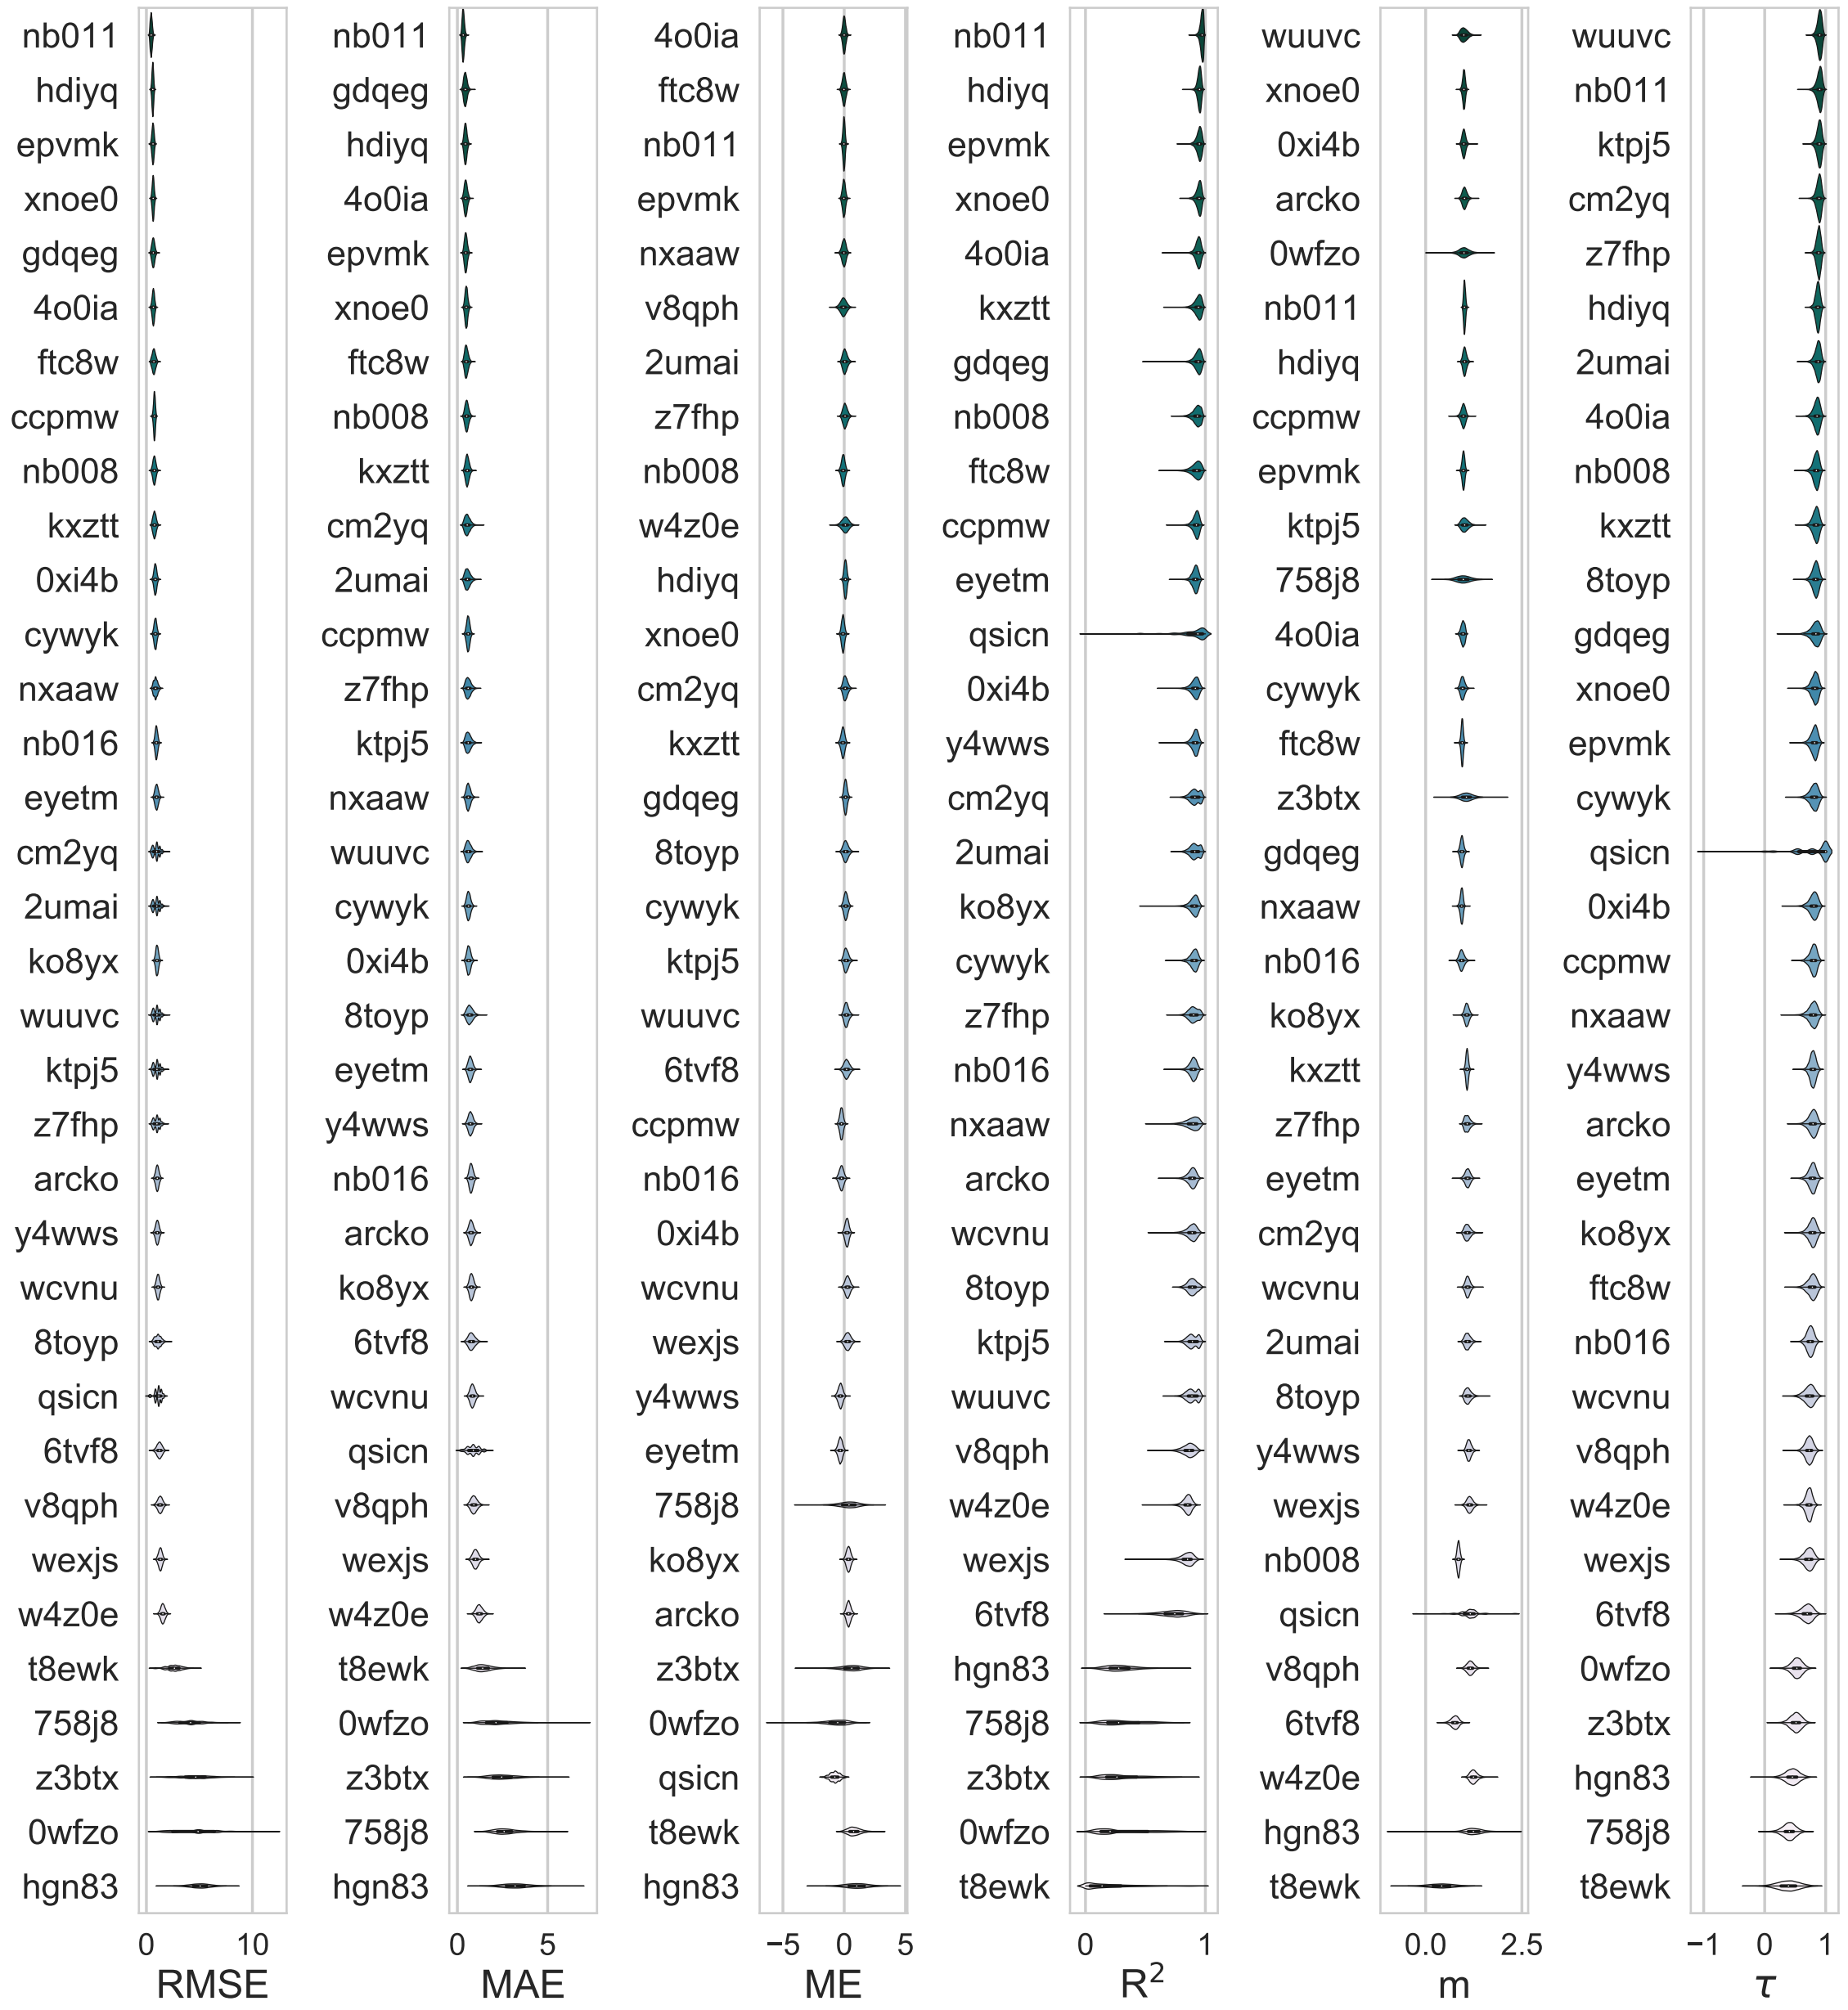 nb011 nb011 4o0ia nb011 wuuvc wuuvc
hdiyq gdqeg ftc8w hdiyq xnoe0 nb011
epvmk hdiyq nb011 epvmk 0xi4b ktpj5
xnoe0 4o0ia epvmk xnoe0 arcko cm2yq
gdqeg epvmk nxaaw 4o0ia 0wfzo z7fhp
4o0ia xnoe0 v8qph kxztt nb011 hdiyq
ftc8w ftc8w 2umai gdqeg hdiyq 2umai
ccpmw nb008 z7fhp nb008 ccpmw 4o0ia
nb008 kxztt nb008 ftc8w epvmk nb008
kxztt cm2yq w4z0e ccpmw ktpj5 kxztt
0xi4b 2umai hdiyq eyetm 758j8 8toyp
cywyk ccpmw xnoe0 qsicn 4o0ia gdqeg
nxaaw z7fhp cm2yq 0xi4b cywyk xnoe0
nb016 ktpj5 kxztt y4wws ftc8w epvmk
eyetm nxaaw gdqeg cm2yq z3btx cywyk
cm2yq wuuvc 8toyp 2umai gdqeg qsicn
2umai cywyk cywyk ko8yx nxaaw 0xi4b
ko8yx 0xi4b ktpj5 cywyk nb016 ccpmw
wuuvc 8toyp wuuvc z7fhp ko8yx nxaaw
ktpj5 eyetm 6tvf8 nb016 kxztt y4wws
z7fhp y4wws ccpmw nxaaw z7fhp arcko
arcko nb016 nb016 arcko eyetm eyetm
y4wws arcko 0xi4b wcvnu cm2yq ko8yx
wcvnu ko8yx wcvnu 8toyp wcvnu ftc8w
8toyp 6tvf8 wexjs ktpj5 2umai nb016
qsicn wcvnu y4wws wuuvc 8toyp wcvnu
6tvf8 qsicn eyetm v8qph y4wws v8qph
v8qph v8qph 758j8 w4z0e wexjs w4z0e
wexjs wexjs ko8yx wexjs nb008 wexjs
w4z0e w4z0e arcko 6tvf8 qsicn 6tvf8
t8ewk t8ewk z3btx hgn83 v8qph 0wfzo
758j8 0wfzo 0wfzo 758j8 6tvf8 z3btx
z3btx z3btx qsicn z3btx w4z0e hgn83
0wfzo 758j8 t8ewk 0wfzo hgn83 758j8
hgn83 hgn83 hgn83 t8ewk t8ewk t8ewk
0 10 0 5 −5 0 5 0 1 0.0 2.5 −1 0 1
RMSE MAE ME R² m τ